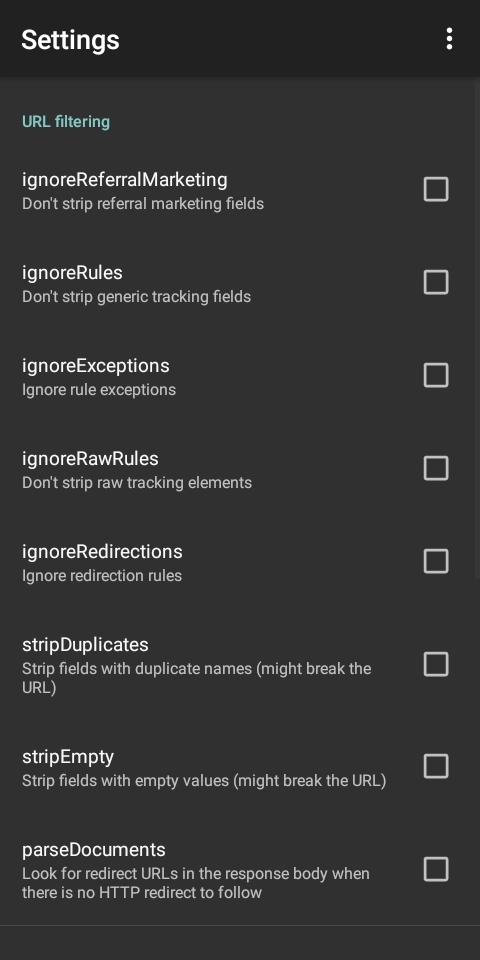 Settings
URL filtering
ignoreReferralMarketing
Don't strip referral marketing fields
ignoreRules
Don't strip generic tracking fields
ignoreExceptions
Ignore rule exceptions
ignoreRawRules
Don't strip raw tracking elements
ignoreRedirections
Ignore redirection rules
stripDuplicates
Strip fields with duplicate names (might break the
URL)
stripEmpty
Strip fields with empty values (might break the URL)
parseDocuments
Look for redirect URLs in the response body when
there is no HTTP redirect to follow